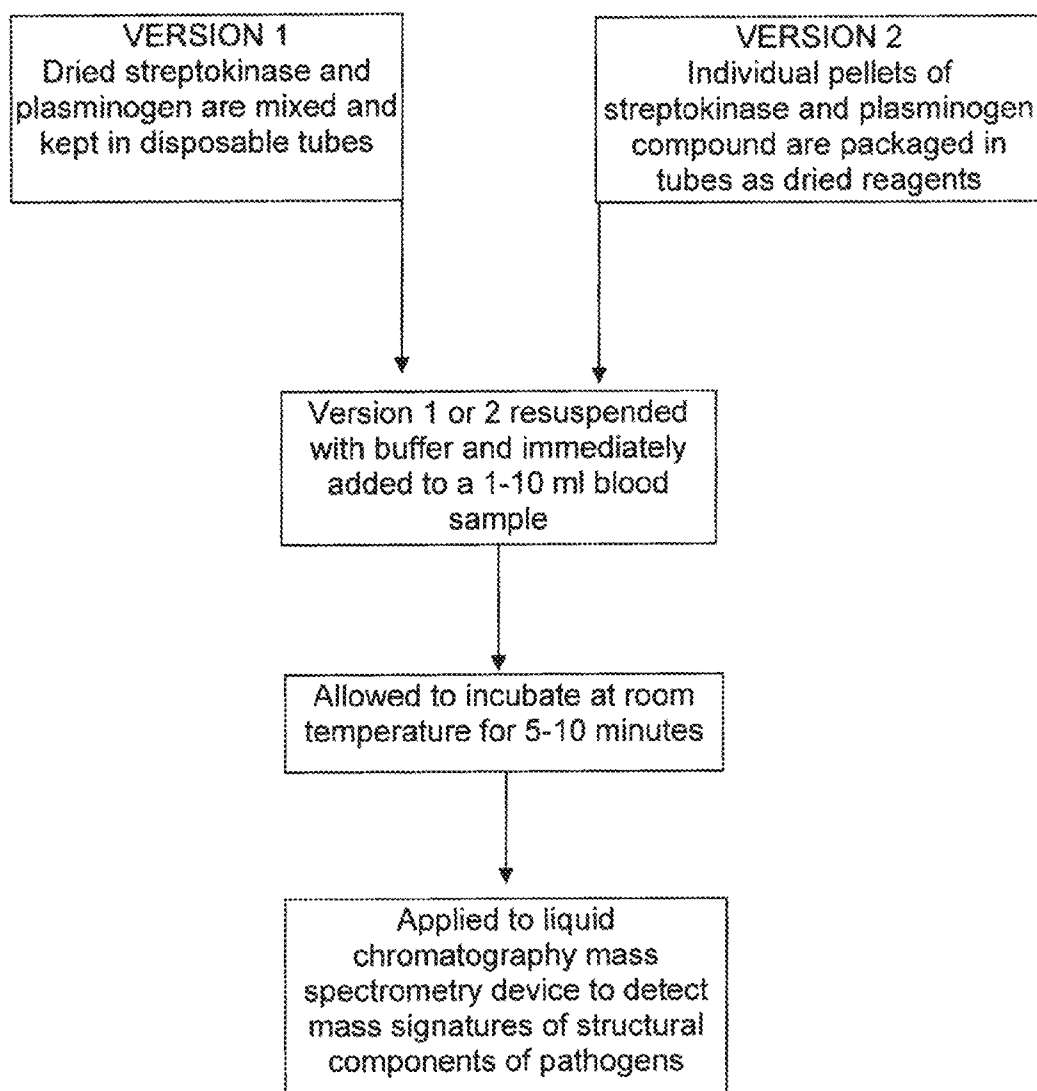 VERSION 1
Dried streptokinase and
plasminogen are mixed and
kept in disposable tubes
VERSION 2
Individual pellets of
streptokinase and plasminogen
compound are packaged in
tubes as dried reagents
Version 1 or 2 resuspended
with buffer and immediately
added to a 1-10 ml blood
sample
Allowed to incubate at room
temperature for 5-10 minutes
Applied to liquid
chromatography mass
spectrometry device to detect
mass signatures of structural
components of pathogens